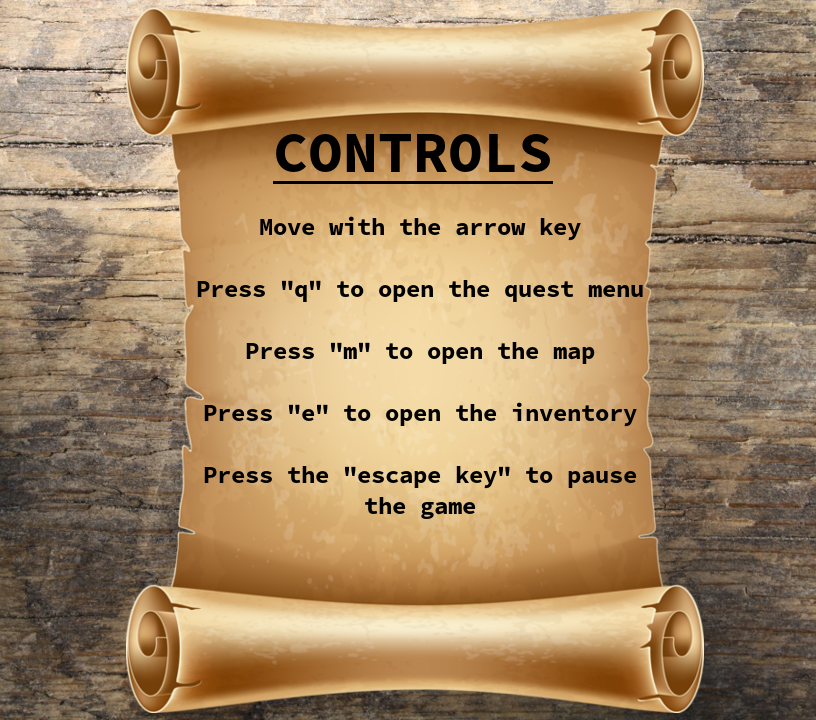 CONTROLS
Move with the arrow key
Press "q" to open the quest menu
Press "m" to open the map
Press "e" to open the inventory
Press the "escape key" to pause
the game